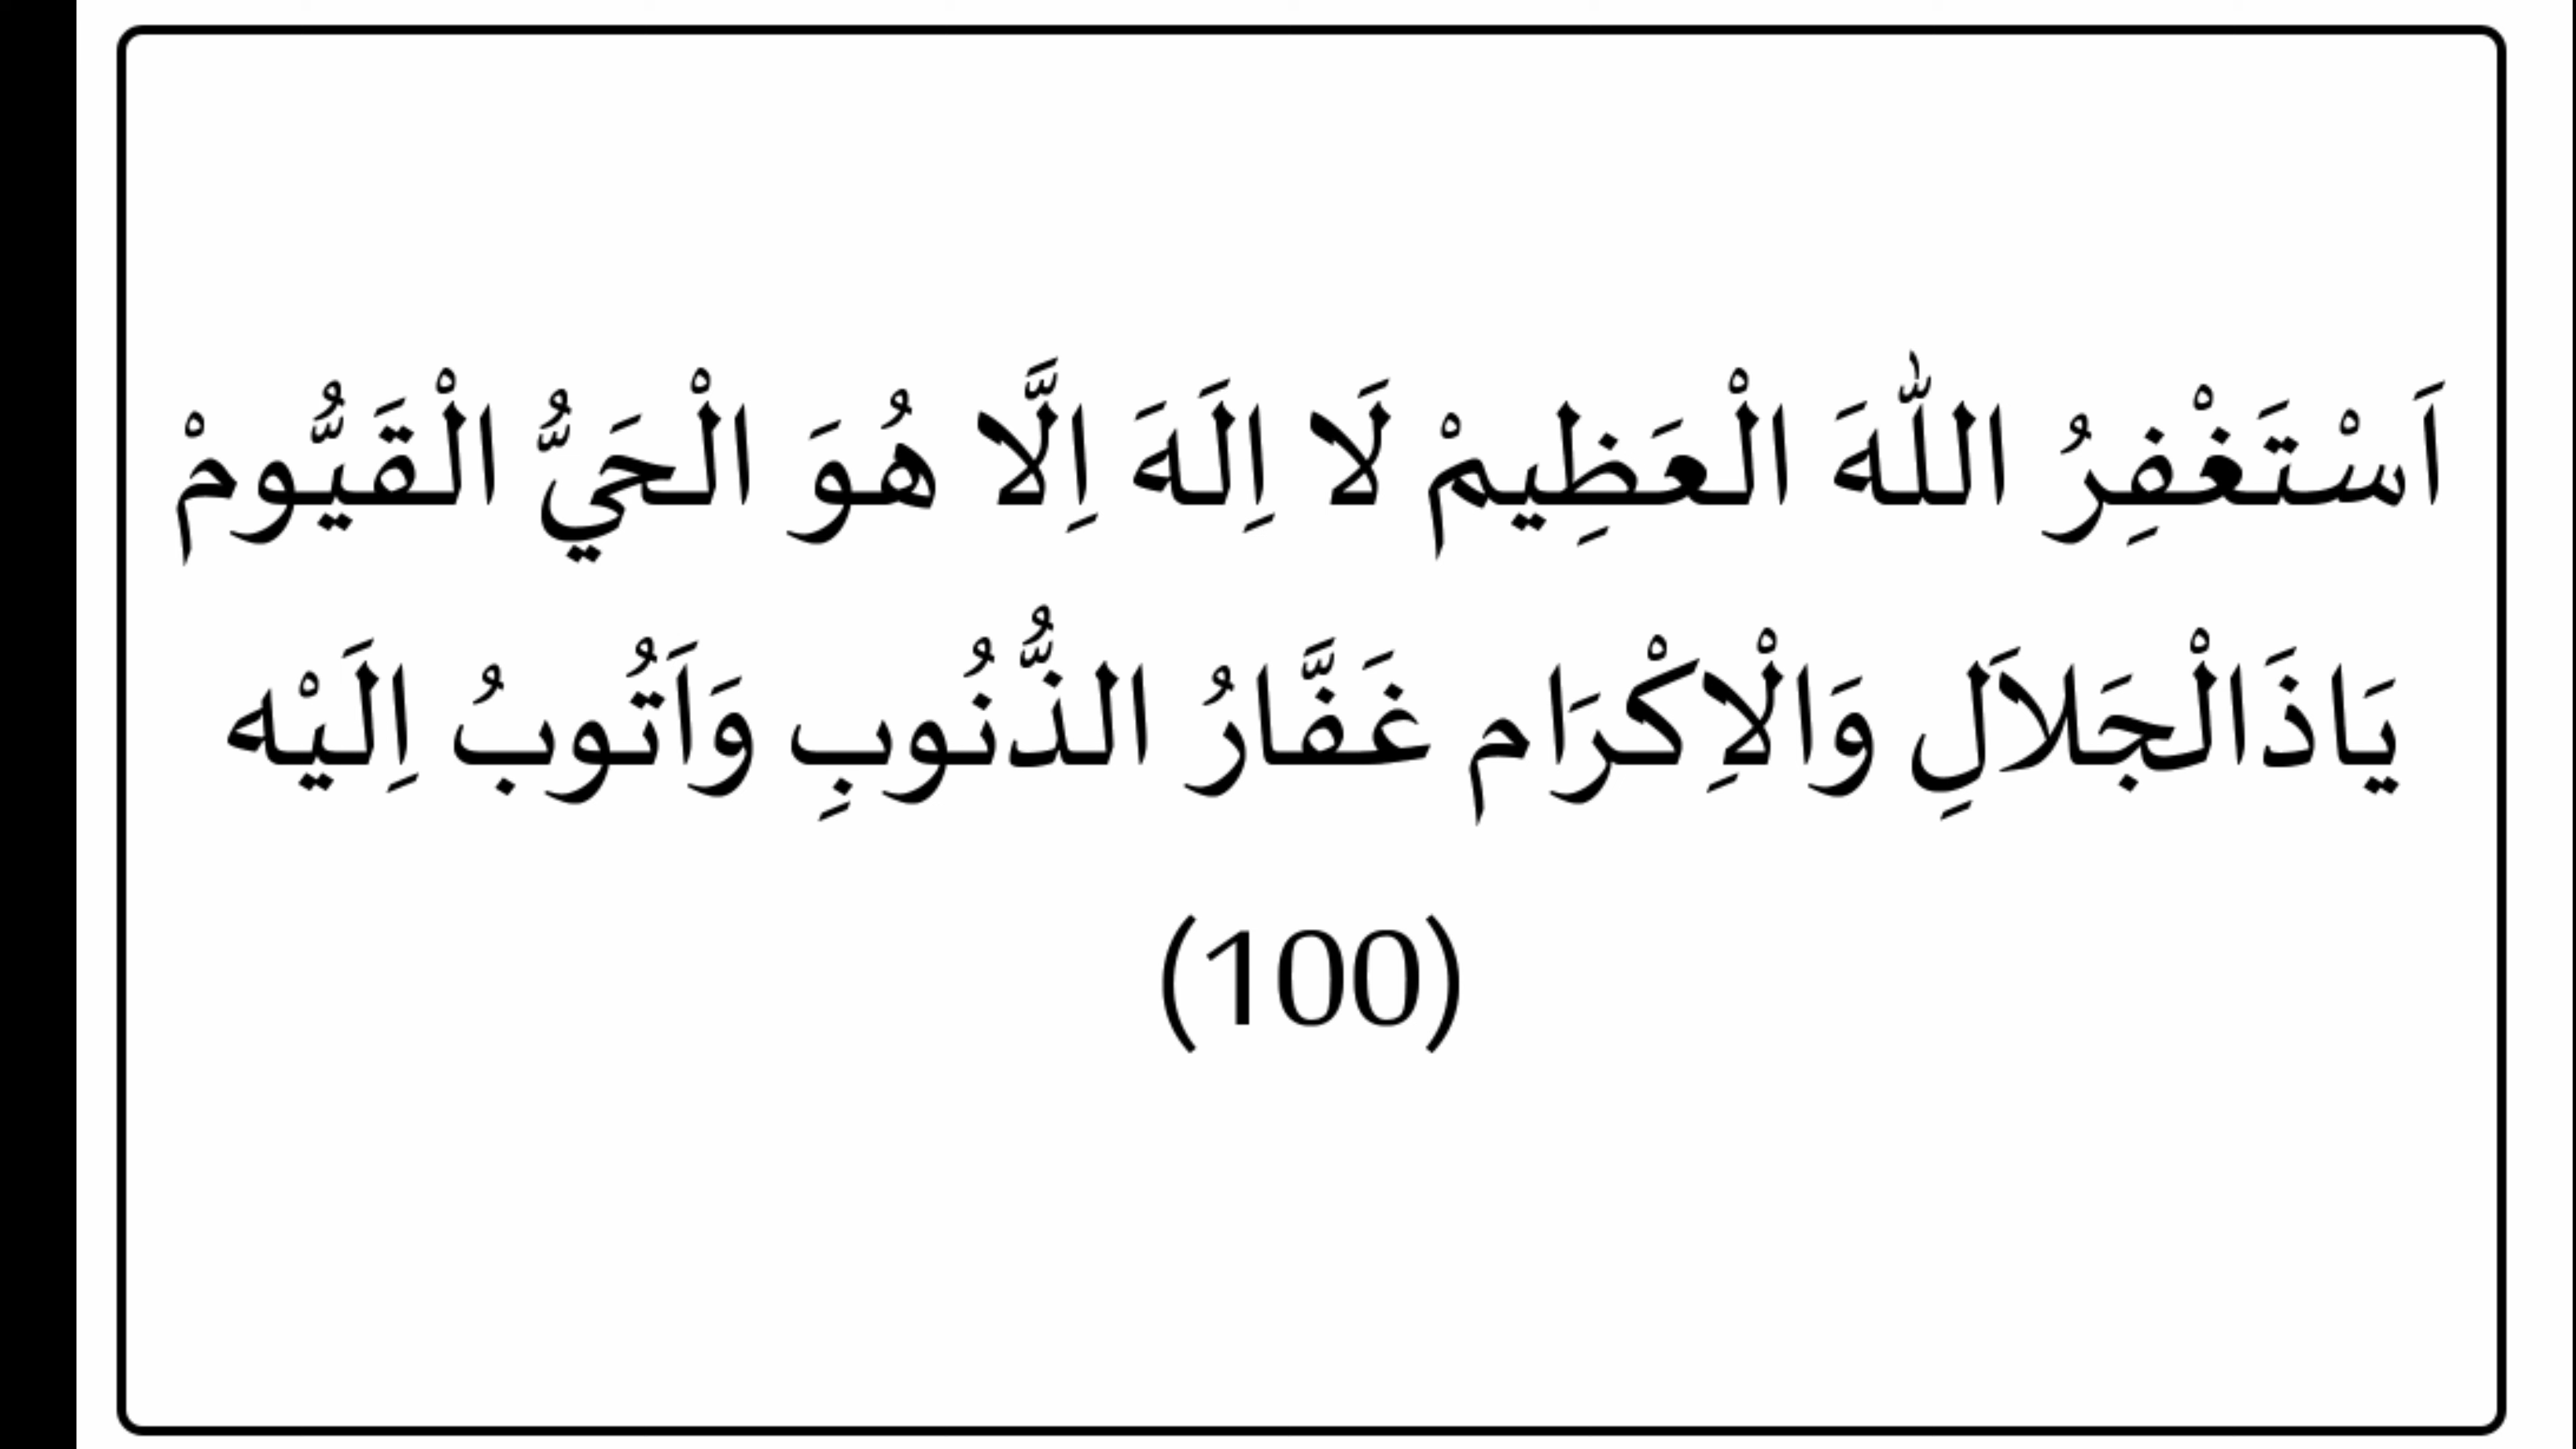 اَسْتَغْفِرُ اللّٰهَ الْعَظِيمْ لَا اِلَهَ اِلَّا هُوَ الْحَيُّ الْقَيُّومْ
يَاذَالْجَلاَلِ وَالْاِكْرَام غَفَّارُ الذُّنُوبِ وَاَتُوبُ اِلَيْه
(100)